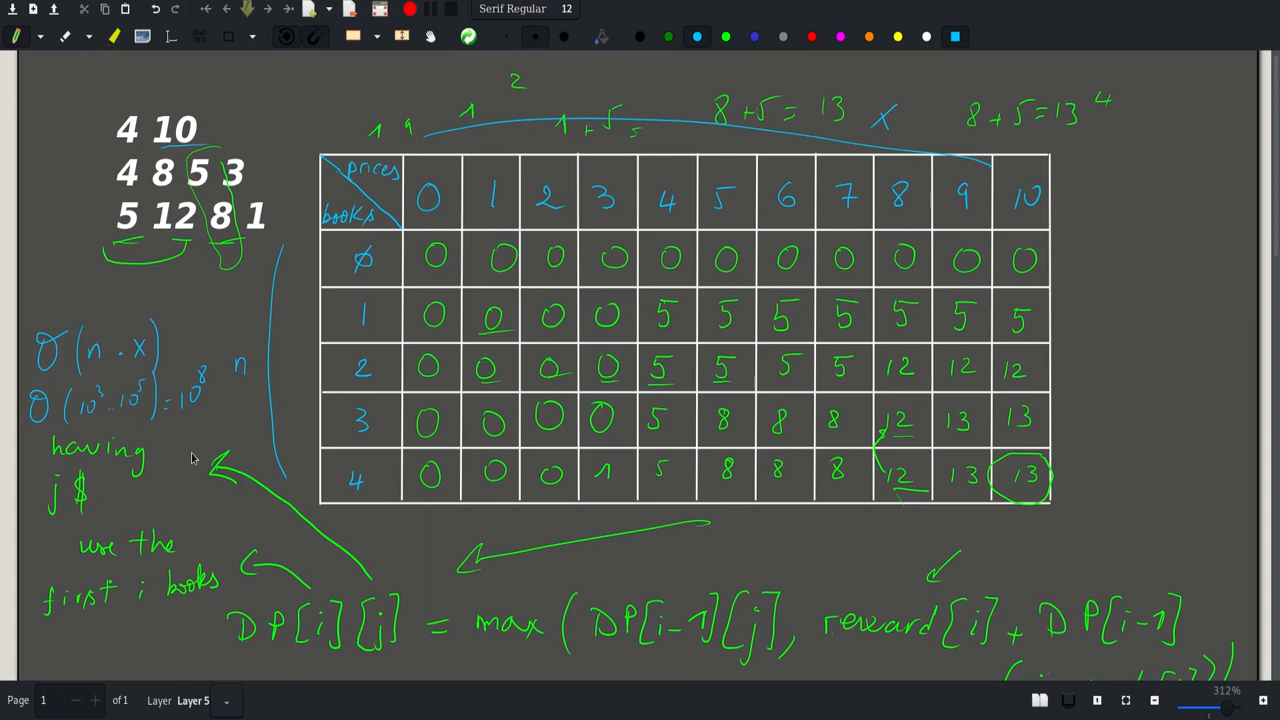 Serif Regular 12
2
1
1 9
1 + 5 5
8 + 5 = 13
X
8 + 5 = 13 4
4 10
4 8 5 3
5 12 8 1
prices
books
0 1 2 3 4 5 6 7 8 9 10
Ø 0 0 0 0 0 0 0 0 0 0 0
1 0 0 0 0 5 5 5 5 5 5 5
2 0 0 0 0 5 5 5 5 12 12 12
3 0 0 0 0 5 8 8 8 12 13 13
4 0 0 0 1 5 8 8 8 12 13 13
O (n . X)
n
O (10³ . 10⁵) = 10⁸
having
j $
use the
first i books
DP[i][j] = max ( DP[i-1][j], reward[i] + DP[i-1]
Page 1 of 1 Layer Layer 5
312%